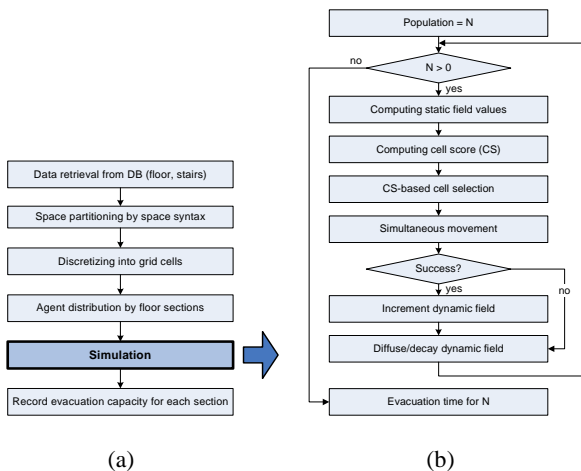 Data retrieval from DB (floor, stairs)
Space partitioning by space syntax
Discretizing into grid cells
Agent distribution by floor sections
Simulation
Record evacuation capacity for each section
(a)
Population = N
no
N > 0
yes
Computing static field values
Computing cell score (CS)
CS-based cell selection
Simultaneous movement
Success?
yes
no
Increment dynamic field
Diffuse/decay dynamic field
Evacuation time for N
(b)